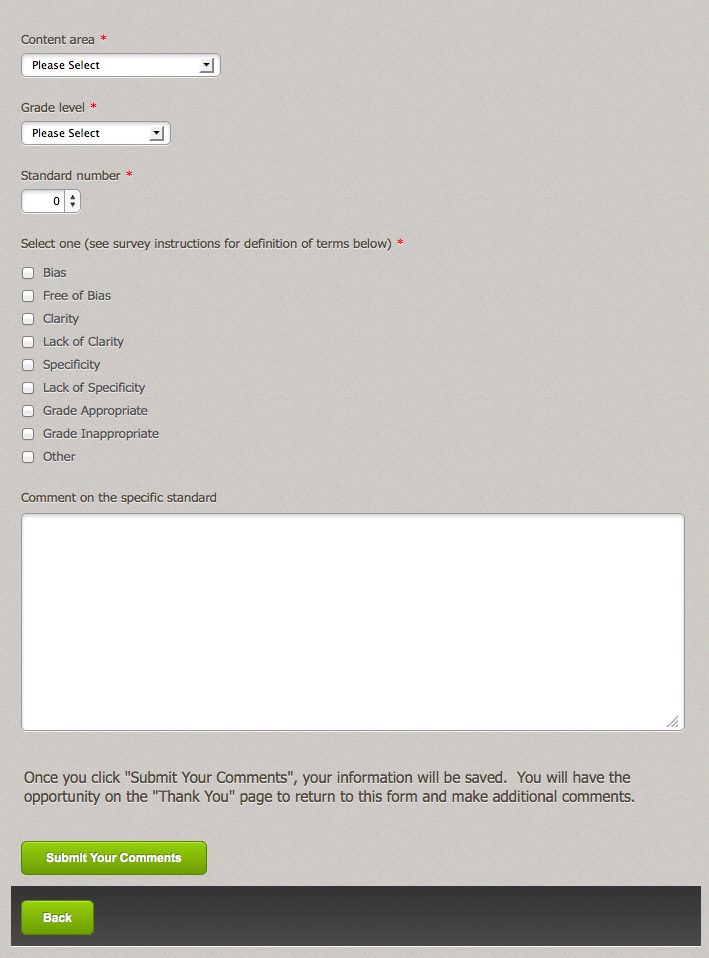 Content area *
Please Select
Grade level *
Please Select
Standard number *
0
Select one (see survey instructions for definition of terms below) *
Bias
Free of Bias
Clarity
Lack of Clarity
Specificity
Lack of Specificity
Grade Appropriate
Grade Inappropriate
Other
Comment on the specific standard
Once you click "Submit Your Comments", your information will be saved.  You will have the
opportunity on the "Thank You" page to return to this form and make additional comments.
Submit Your Comments
Back